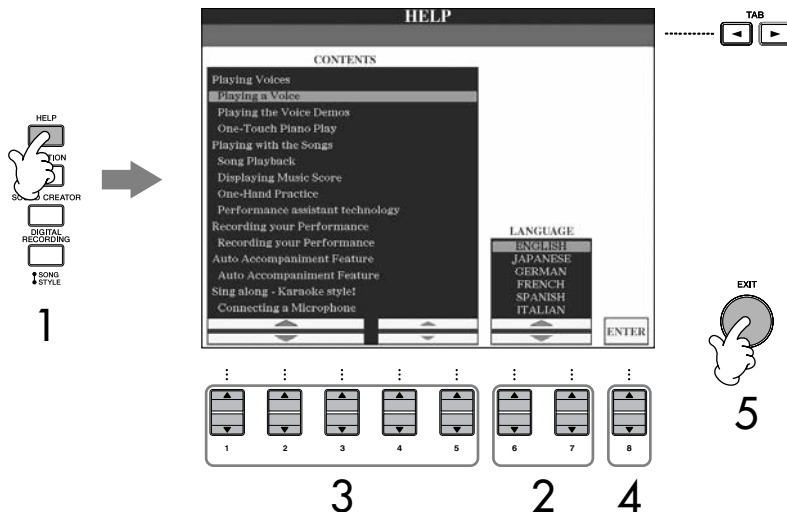 HELP
TAB
CONTENTS
Playing Voices
Playing a Voice
Playing the Voice Demos
One-Touch Piano Play
Playing with the Songs
Song Playback
Displaying Music Score
One-Hand Practice
Performance assistant technology
Recording your Performance
Recording your Performance
Auto Accompaniment Feature
Auto Accompaniment Feature
Sing along - Karaoke style!
Connecting a Microphone
LANGUAGE
ENGLISH
JAPANESE
GERMAN
FRENCH
SPANISH
ITALIAN
ENTER
HELP
CREATOR
DIGITAL
RECORDING
SONG
STYLE
1
EXIT
5
1 2 3 4 5 6 7 8
3 2 4